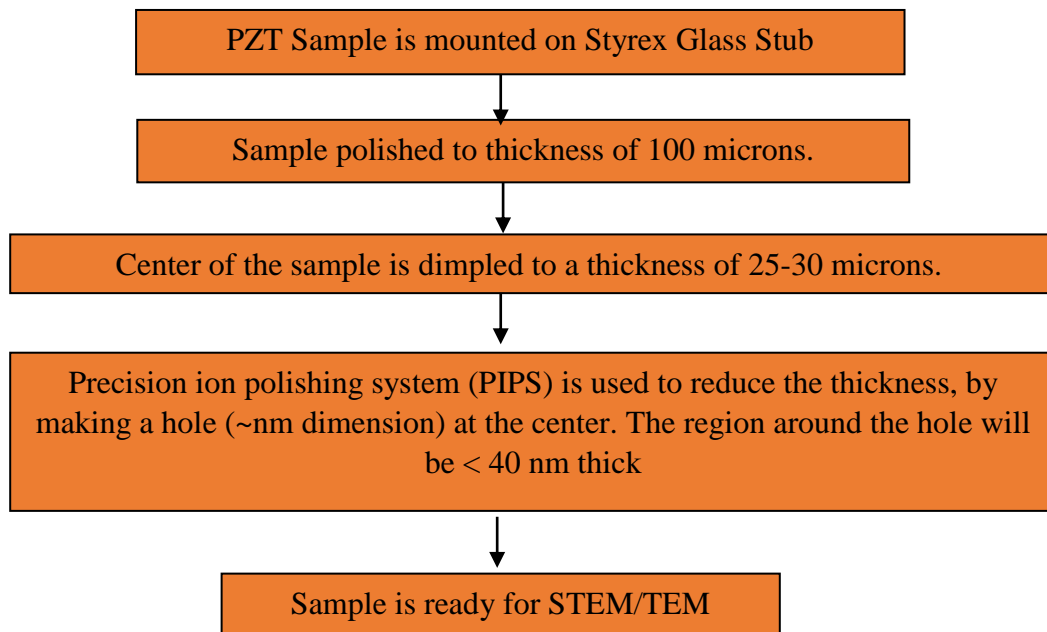 PZT Sample is mounted on Styrex Glass Stub
Sample polished to thickness of 100 microns.
Center of the sample is dimpled to a thickness of 25-30 microns.
Precision ion polishing system (PIPS) is used to reduce the thickness, by
making a hole (~nm dimension) at the center. The region around the hole will
be < 40 nm thick
Sample is ready for STEM/TEM